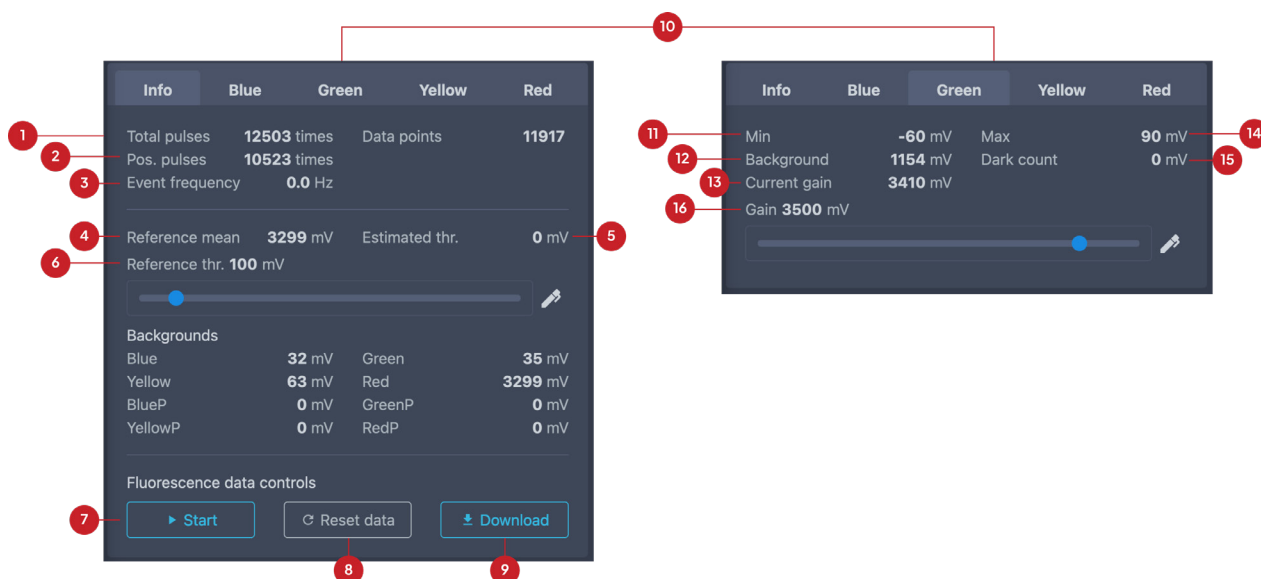 10
Info Blue Green Yellow Red
1 Total pulses 12503 times Data points 11917
2 Pos. pulses 10523 times
3 Event frequency 0.0 Hz
4 Reference mean 3299 mV Estimated thr. 0 mV 5
6 Reference thr. 100 mV
Backgrounds
Blue 32 mV Green 35 mV
Yellow 63 mV Red 3299 mV
BlueP 0 mV GreenP 0 mV
YellowP 0 mV RedP 0 mV
Fluorescence data controls
7 Start Reset data Download
8 9
Info Blue Green Yellow Red
11 Min -60 mV Max 90 mV 14
12 Background 1154 mV Dark count 0 mV 15
13 Current gain 3410 mV
16 Gain 3500 mV